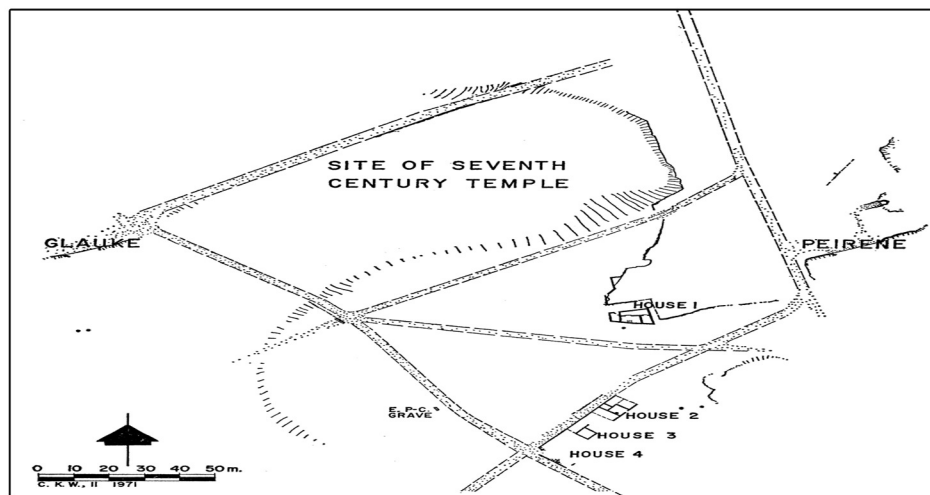 SITE OF SEVENTH
CENTURY TEMPLE
GLAUKE
PEIRENE
HOUSE 1
E.P-C.
GRAVE
HOUSE 2
HOUSE 3
HOUSE 4
0 10 20 30 40 50 m.
C. K. W., II 1971